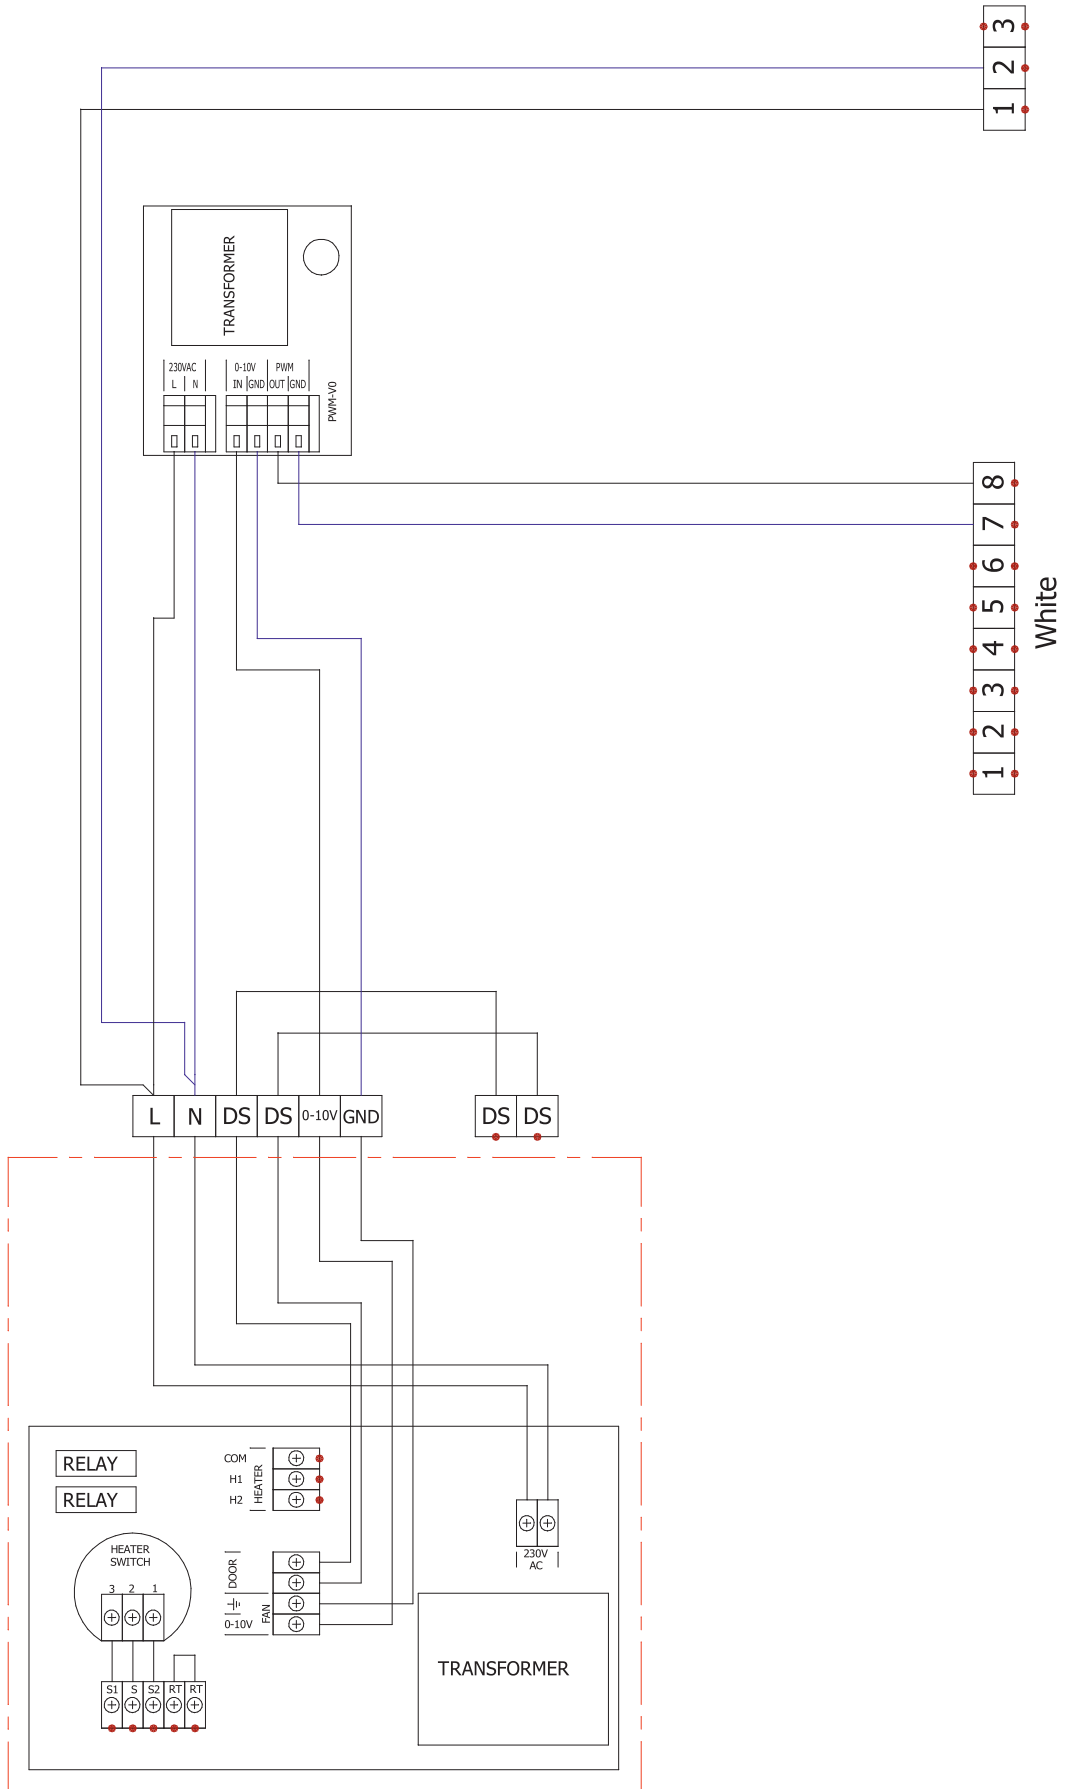 3
2
1
TRANSFORMER
230VAC 0-10V PWM
L N IN GND OUT GND
PWM-V0
8
7
6
5
4
3
2
1
White
L N DS DS 0-10V GND DS DS
RELAY
RELAY
COM
H1
H2
HEATER
HEATER
SWITCH
3 2 1
DOOR
FAN
0-10V
230V
AC
S1 S S2 RT RT
TRANSFORMER